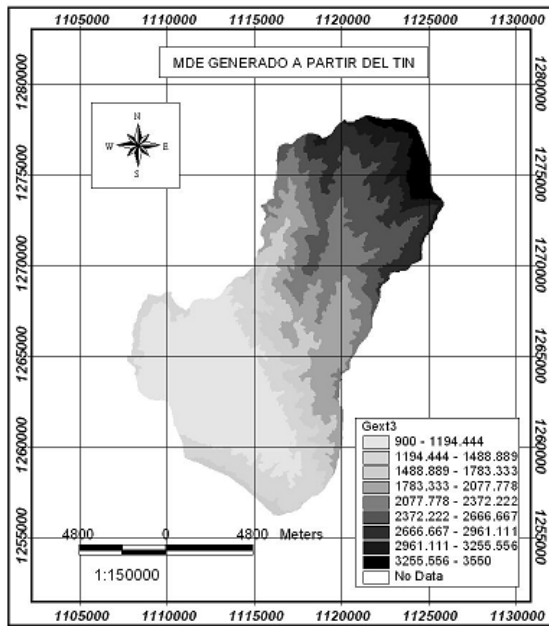 1105000 1110000 1115000 1120000 1125000 1130000
MDE GENERADO A PARTIR DEL TIN
N
W E
S
1280000 1280000
1275000 1275000
1270000 1270000
1265000 1265000
1260000 1260000
1255000 1255000
Gext3
900 - 1194.444
1194.444 - 1488.889
1488.889 - 1783.333
1783.333 - 2077.778
2077.778 - 2372.222
2372.222 - 2666.667
2666.667 - 2961.111
2961.111 - 3255.556
3255.556 - 3550
No Data
4800 0 4800 Meters
1:150000
1105000 1110000 1115000 1120000 1125000 1130000